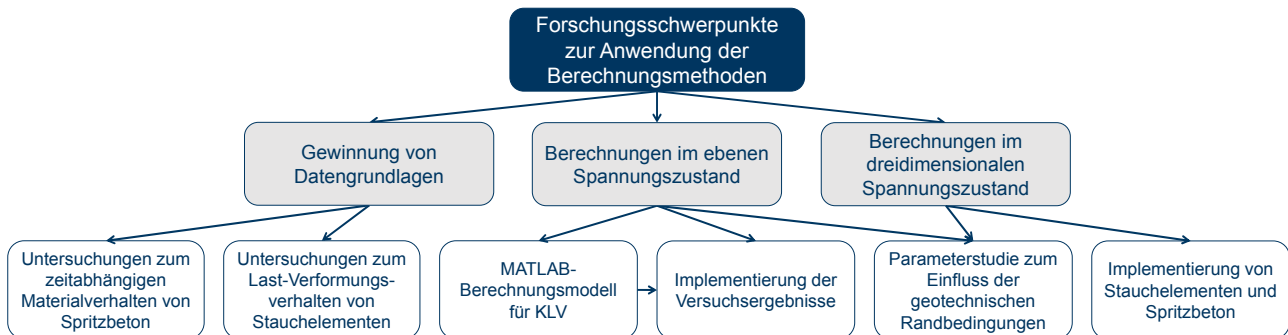 Forschungsschwerpunkte
zur Anwendung der
Berechnungsmethoden
Gewinnung von
Datengrundlagen
Berechnungen im ebenen
Spannungszustand
Berechnungen im
dreidimensionalen
Spannungszustand
Untersuchungen zum
zeitabhängigen
Materialverhalten von
Spritzbeton
Untersuchungen zum
Last-Verformungs-
verhalten von
Stauchelementen
MATLAB-
Berechnungsmodell
für KLV
Implementierung der
Versuchsergebnisse
Parameterstudie zum
Einfluss der
geotechnischen
Randbedingungen
Implementierung von
Stauchelementen und
Spritzbeton